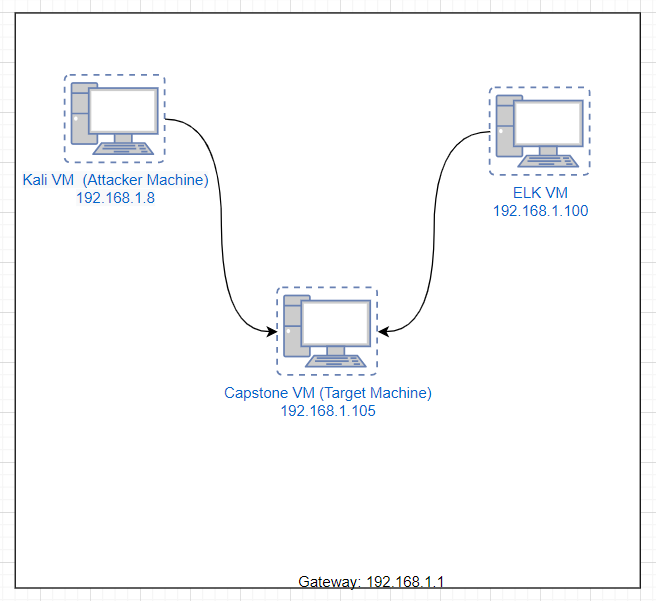 Kali VM  (Attacker Machine)
192.168.1.8
ELK VM
192.168.1.100
Capstone VM (Target Machine)
192.168.1.105
Gateway: 192.168.1.1